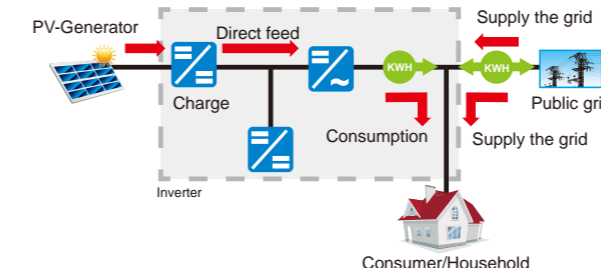 PV-Generator
Direct feed
Supply the grid
KWH
KWH
Charge
Public gri
Consumption
Supply the grid
Inverter
Consumer/Household